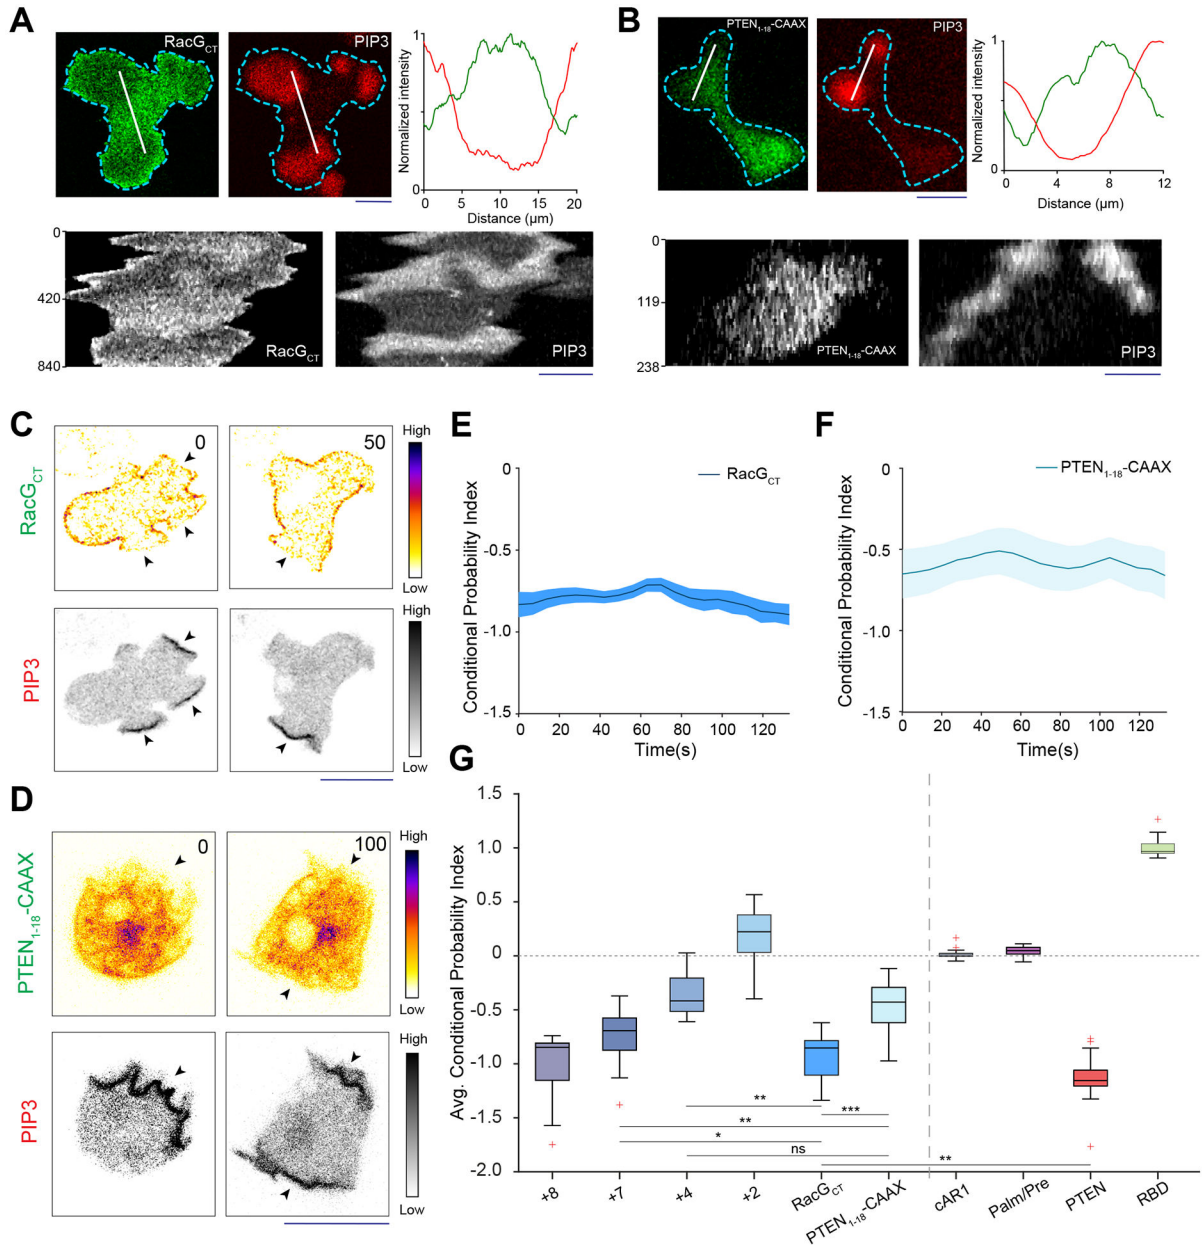 A
RacG_CT
PIP3
Normalized intensity
1
0
0 5 10 15 20
Distance (µm)
0
420
840
RacG_CT
PIP3
B
PTEN_1-18-CAAX
PIP3
Normalized intensity
1
0
0 4 8 12
Distance (µm)
0
119
238
PTEN_1-18-CAAX
PIP3
C
RacG_CT
0
50
High
Low
PIP3
High
Low
D
PTEN_1-18-CAAX
0
100
High
Low
PIP3
High
Low
E
RacG_CT
Conditional Probability Index
0
-0.5
-1.0
-1.5
0 20 40 60 80 100 120
Time(s)
F
PTEN_1-18-CAAX
Conditional Probability Index
0
-0.5
-1.0
-1.5
0 20 40 60 80 100 120
Time(s)
G
Avg. Conditional Probability Index
1.5
1.0
0.5
0
-0.5
-1.0
-1.5
-2.0
**
***
**
*
ns
**
+8 +7 +4 +2 RacG_CT PTEN_1-18-CAAX cAR1 Palm/Pre PTEN RBD